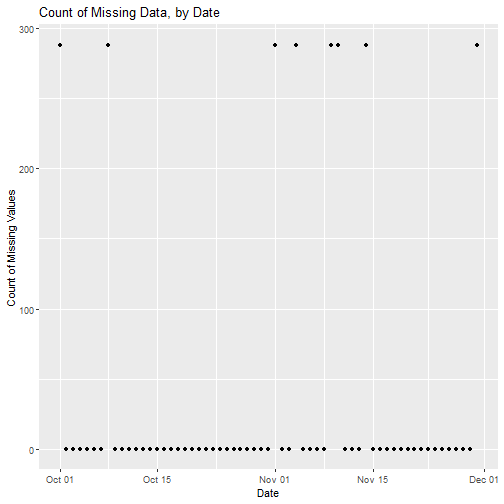 Count of Missing Data, by Date
300
200
100
0
Count of Missing Values
Oct 01
Oct 15
Nov 01
Nov 15
Dec 01
Date